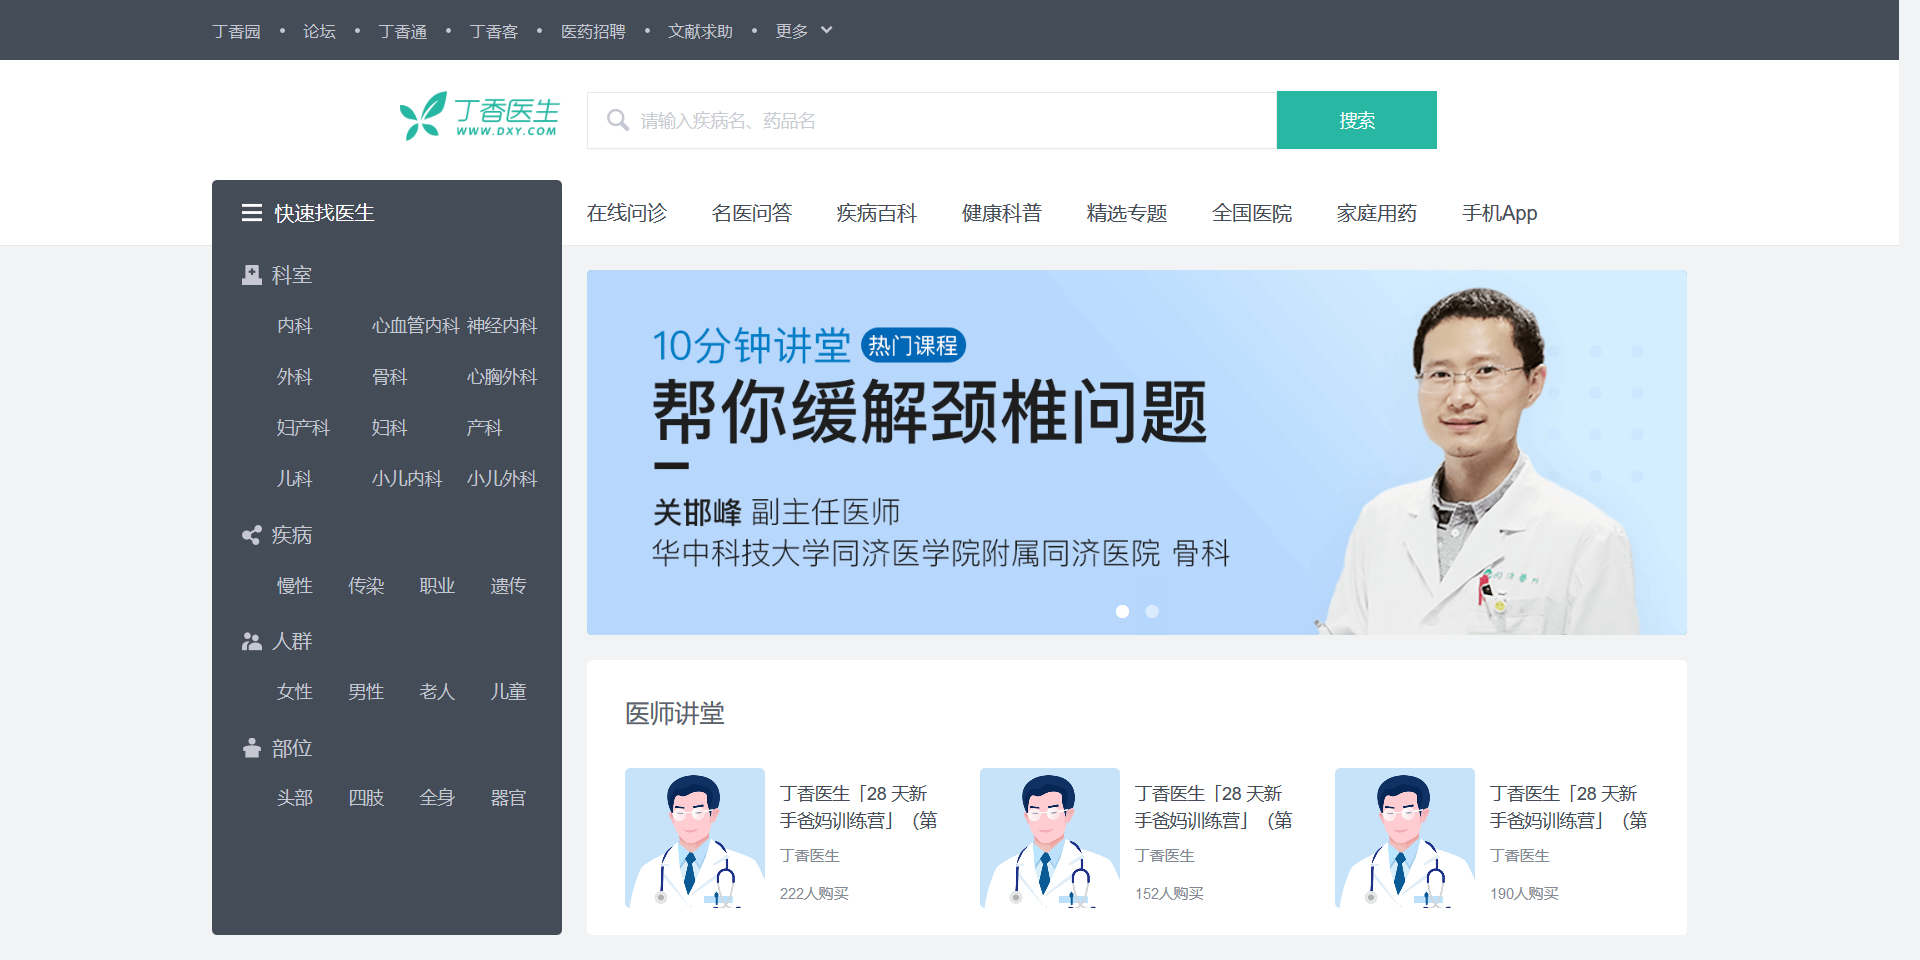 丁香园 • 论坛 • 丁香通 • 丁香客 • 医药招聘 • 文献求助 • 更多
丁香医生
WWW.DXY.COM
请输入疾病名、药品名
搜索
快速找医生
在线问诊 名医问答 疾病百科 健康科普 精选专题 全国医院 家庭用药 手机App
科室
内科 心血管内科 神经内科
外科 骨科 心胸外科
妇产科 妇科 产科
儿科 小儿内科 小儿外科
疾病
慢性 传染 职业 遗传
人群
女性 男性 老人 儿童
部位
头部 四肢 全身 器官
10分钟讲堂 热门课程
帮你缓解颈椎问题
关邯峰 副主任医师
华中科技大学同济医学院附属同济医院 骨科
医师讲堂
丁香医生「28 天新
手爸妈训练营」（第
丁香医生
222人购买
丁香医生「28 天新
手爸妈训练营」（第
丁香医生
152人购买
丁香医生「28 天新
手爸妈训练营」（第
丁香医生
190人购买